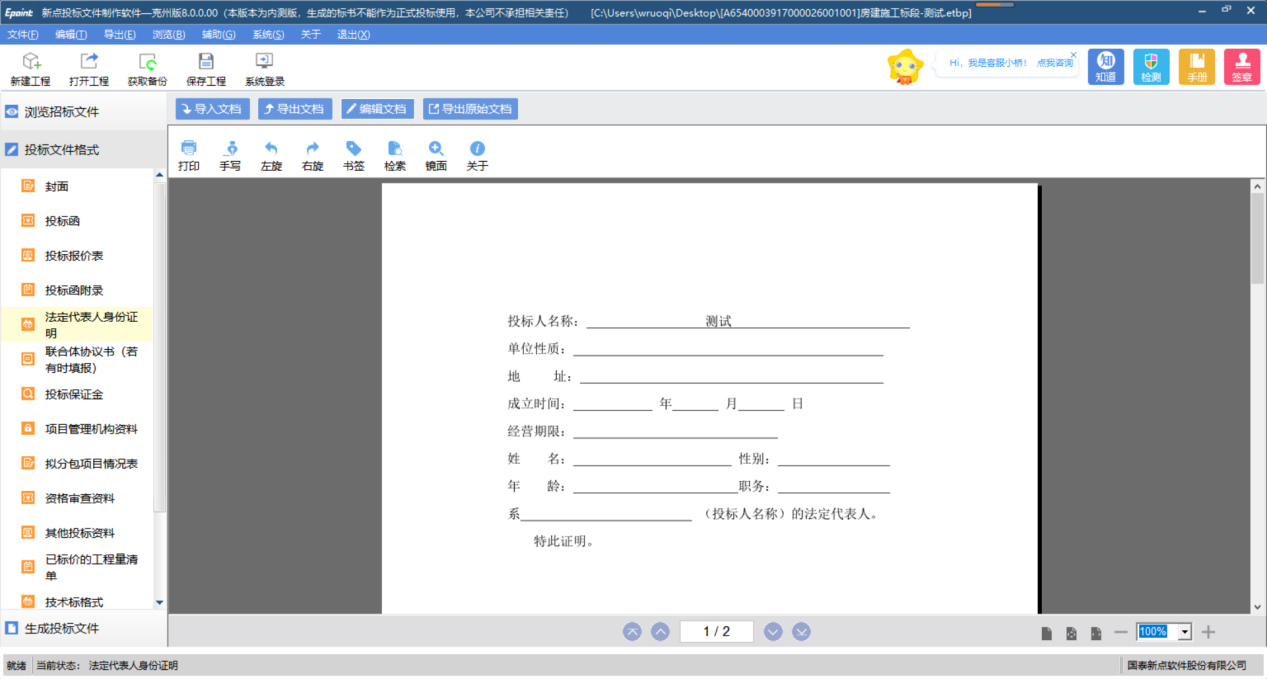 Epoint 新点投标文件制作软件—兖州版8.0.0.00（本版本为内测版，生成的标书不能作为正式投标使用，本公司不承担相关责任） [C:\Users\wruoqi\Desktop\[A6540003917000026001001]房建施工标段-测试.etbp]
文件(F) 编辑(T) 导出(E) 浏览(B) 辅助(G) 系统(S) 关于 退出(X)
新建工程 打开工程 获取备份 保存工程 系统登录
Hi，我是客服小桥！ 点我咨询
知
知道 检测 手册 签章
浏览招标文件
导入文档 导出文档 编辑文档 导出原始文档
投标文件格式
打印 手写 左旋 右旋 书签 检索 镜面 关于
封面
投标函
投标报价表
投标函附录
法定代表人身份证
明
联合体协议书（若
有时填报）
投标保证金
项目管理机构资料
拟分包项目情况表
资格审查资料
其他投标资料
已标价的工程量清
单
技术标格式
生成投标文件
投标人名称：测试
单位性质：
地 址：
成立时间： 年 月 日
经营期限：
姓 名： 性别：
年 龄： 职务：
系 （投标人名称）的法定代表人。
特此证明。
1 / 2
100%
就绪 当前状态： 法定代表人身份证明
国泰新点软件股份有限公司